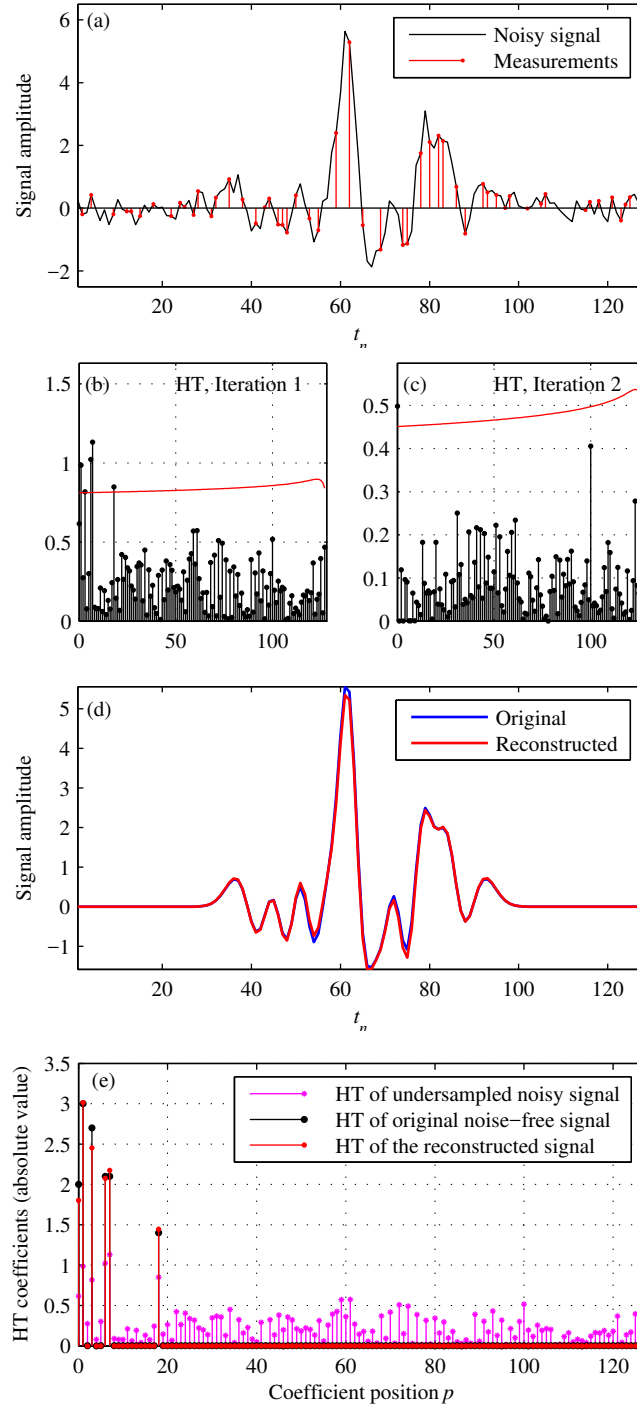 (a)
Noisy signal
Measurements
Signal amplitude
6
4
2
0
−2
20 40 60 80 100 120
t_n
(b) HT, Iteration 1
1.5
1
0.5
0
0 50 100
(c) HT, Iteration 2
0.5
0.4
0.3
0.2
0.1
0
0 50 100
(d)
Original
Reconstructed
Signal amplitude
5
4
3
2
1
0
−1
20 40 60 80 100 120
t_n
(e)
HT of undersampled noisy signal
HT of original noise-free signal
HT of the reconstructed signal
HT coefficients (absolute value)
3.5
3
2.5
2
1.5
1
0.5
0
0 20 40 60 80 100 120
Coefficient position p